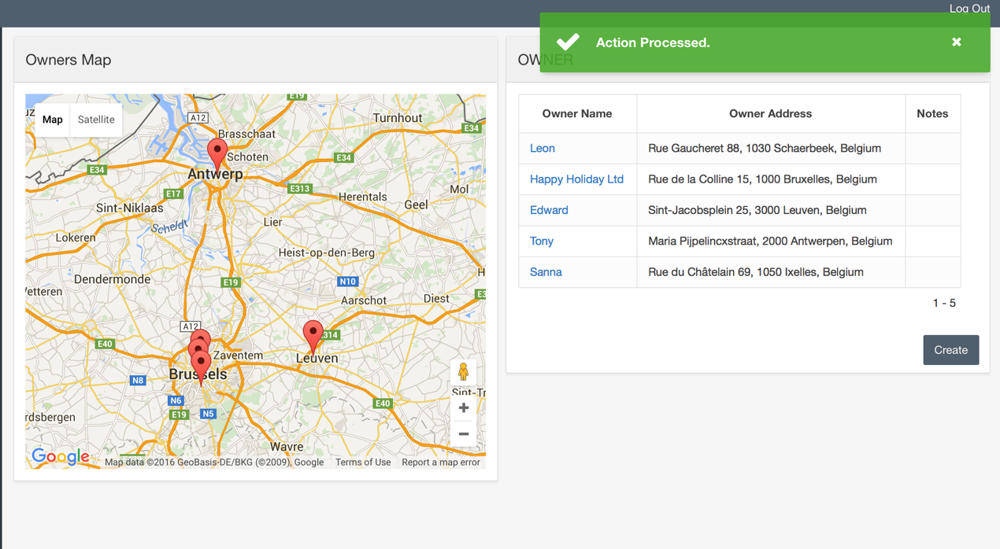 Log Out
Action Processed.
Owners Map
OWNER
Map
Satellite
A12
E19
Turnhout
E34
Brasschaat
Schoten
E34
E34
Antwerp
E313
E17
Mol
Herentals
Geel
Sint-Niklaas
Lier
Scheldt
Lokeren
Heist-op-den-Berg
Dendermonde
E19
N10
Aarschot
Diest
A12
E40
Zaventem
Leuven
Brussels
N8
N6
E19
N5
E40
Wavre
Google
Map data ©2016 GeoBasis-DE/BKG (©2009), Google
Terms of Use
Report a map error
Owner Name Owner Address Notes
Leon Rue Gaucheret 88, 1030 Schaerbeek, Belgium
Happy Holiday Ltd Rue de la Colline 15, 1000 Bruxelles, Belgium
Edward Sint-Jacobsplein 25, 3000 Leuven, Belgium
Tony Maria Pijpelincxstraat, 2000 Antwerpen, Belgium
Sanna Rue du Châtelain 69, 1050 Ixelles, Belgium
1 - 5
Create